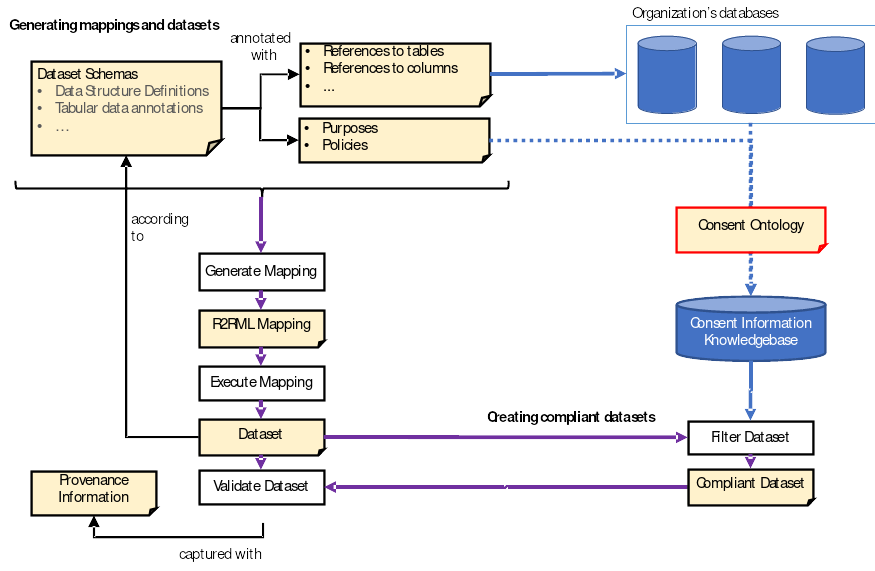 Generating mappings and datasets
Organization's databases
annotated
with
Dataset Schemas
• Data Structure Definitions
• Tabular data annotations
• …
• References to tables
• References to columns
• ...
• Purposes
• Policies
according
to
Consent Ontology
Generate Mapping
R2RML Mapping
Consent Information
Knowledgebase
Execute Mapping
Creating compliant datasets
Dataset
Filter Dataset
Provenance
Information
Validate Dataset
Compliant Dataset
captured with